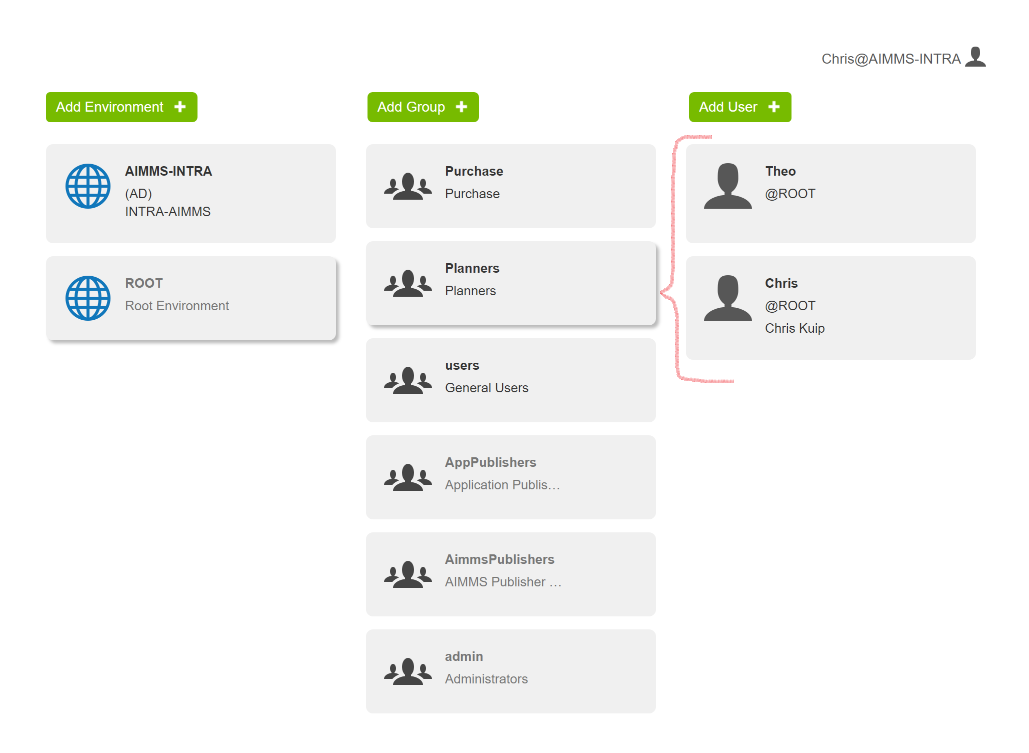 Chris@AIMMS-INTRA
Add Environment +
Add Group +
Add User +
AIMMS-INTRA
(AD)
INTRA-AIMMS
ROOT
Root Environment
Purchase
Purchase
Planners
Planners
users
General Users
AppPublishers
Application Publis…
AimmsPublishers
AIMMS Publisher …
admin
Administrators
Theo
@ROOT
Chris
@ROOT
Chris Kuip